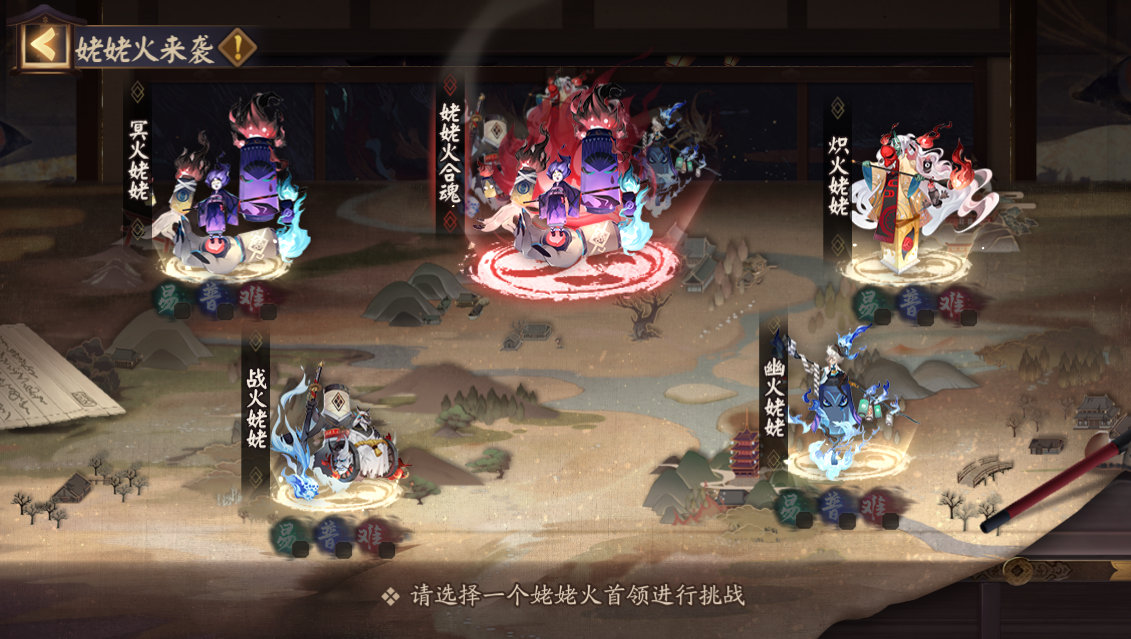 姥姥火来袭
冥火姥姥
易 普 难
姥姥火合魂
炽火姥姥
易 普 难
战火姥姥
易 普 难
幽火姥姥
易 普 难
请选择一个姥姥火首领进行挑战